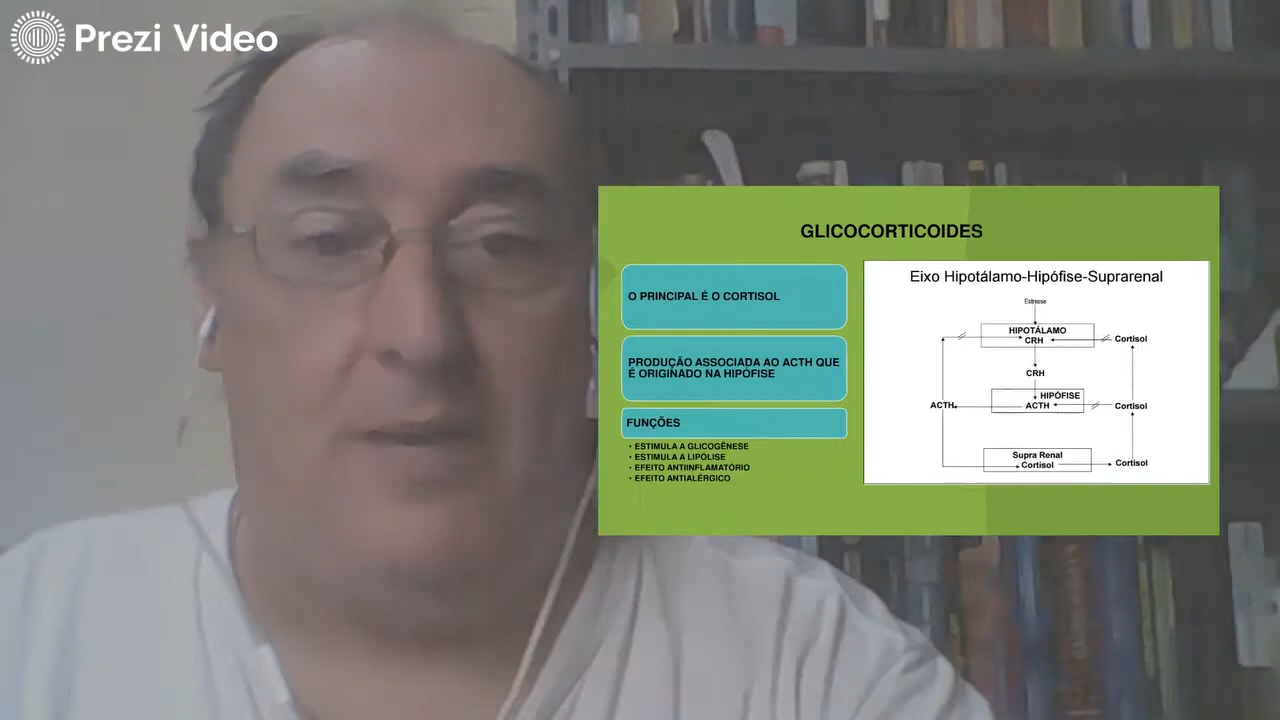 Prezi Video
GLICOCORTICOIDES
O PRINCIPAL É O CORTISOL
PRODUÇÃO ASSOCIADA AO ACTH QUE
É ORIGINADO NA HIPÓFISE
FUNÇÕES
• ESTIMULA A GLICOGÊNESE
• ESTIMULA A LIPÓLISE
• EFEITO ANTIINFLAMATÓRIO
• EFEITO ANTIALÉRGICO
Eixo Hipotálamo-Hipófise-Suprarenal
Estresse
HIPOTÁLAMO
CRH
Cortisol
CRH
HIPÓFISE
ACTH
ACTH
Cortisol
Supra Renal
Cortisol
Cortisol